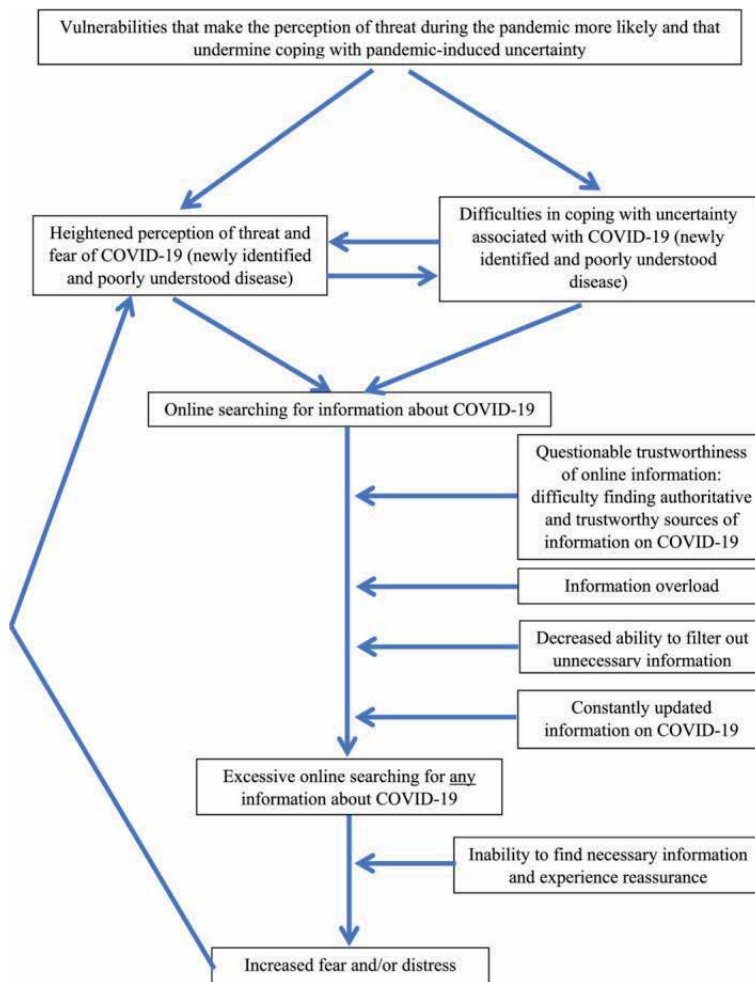 Vulnerabilities that make the perception of threat during the pandemic more likely and that
undermine coping with pandemic-induced uncertainty
Heightened perception of threat and
fear of COVID-19 (newly identified
and poorly understood disease)
Difficulties in coping with uncertainty
associated with COVID-19 (newly
identified and poorly understood
disease)
Online searching for information about COVID-19
Questionable trustworthiness
of online information:
difficulty finding authoritative
and trustworthy sources of
information on COVID-19
Information overload
Decreased ability to filter out
unnecessary information
Constantly updated
information on COVID-19
Excessive online searching for any
information about COVID-19
Inability to find necessary information
and experience reassurance
Increased fear and/or distress